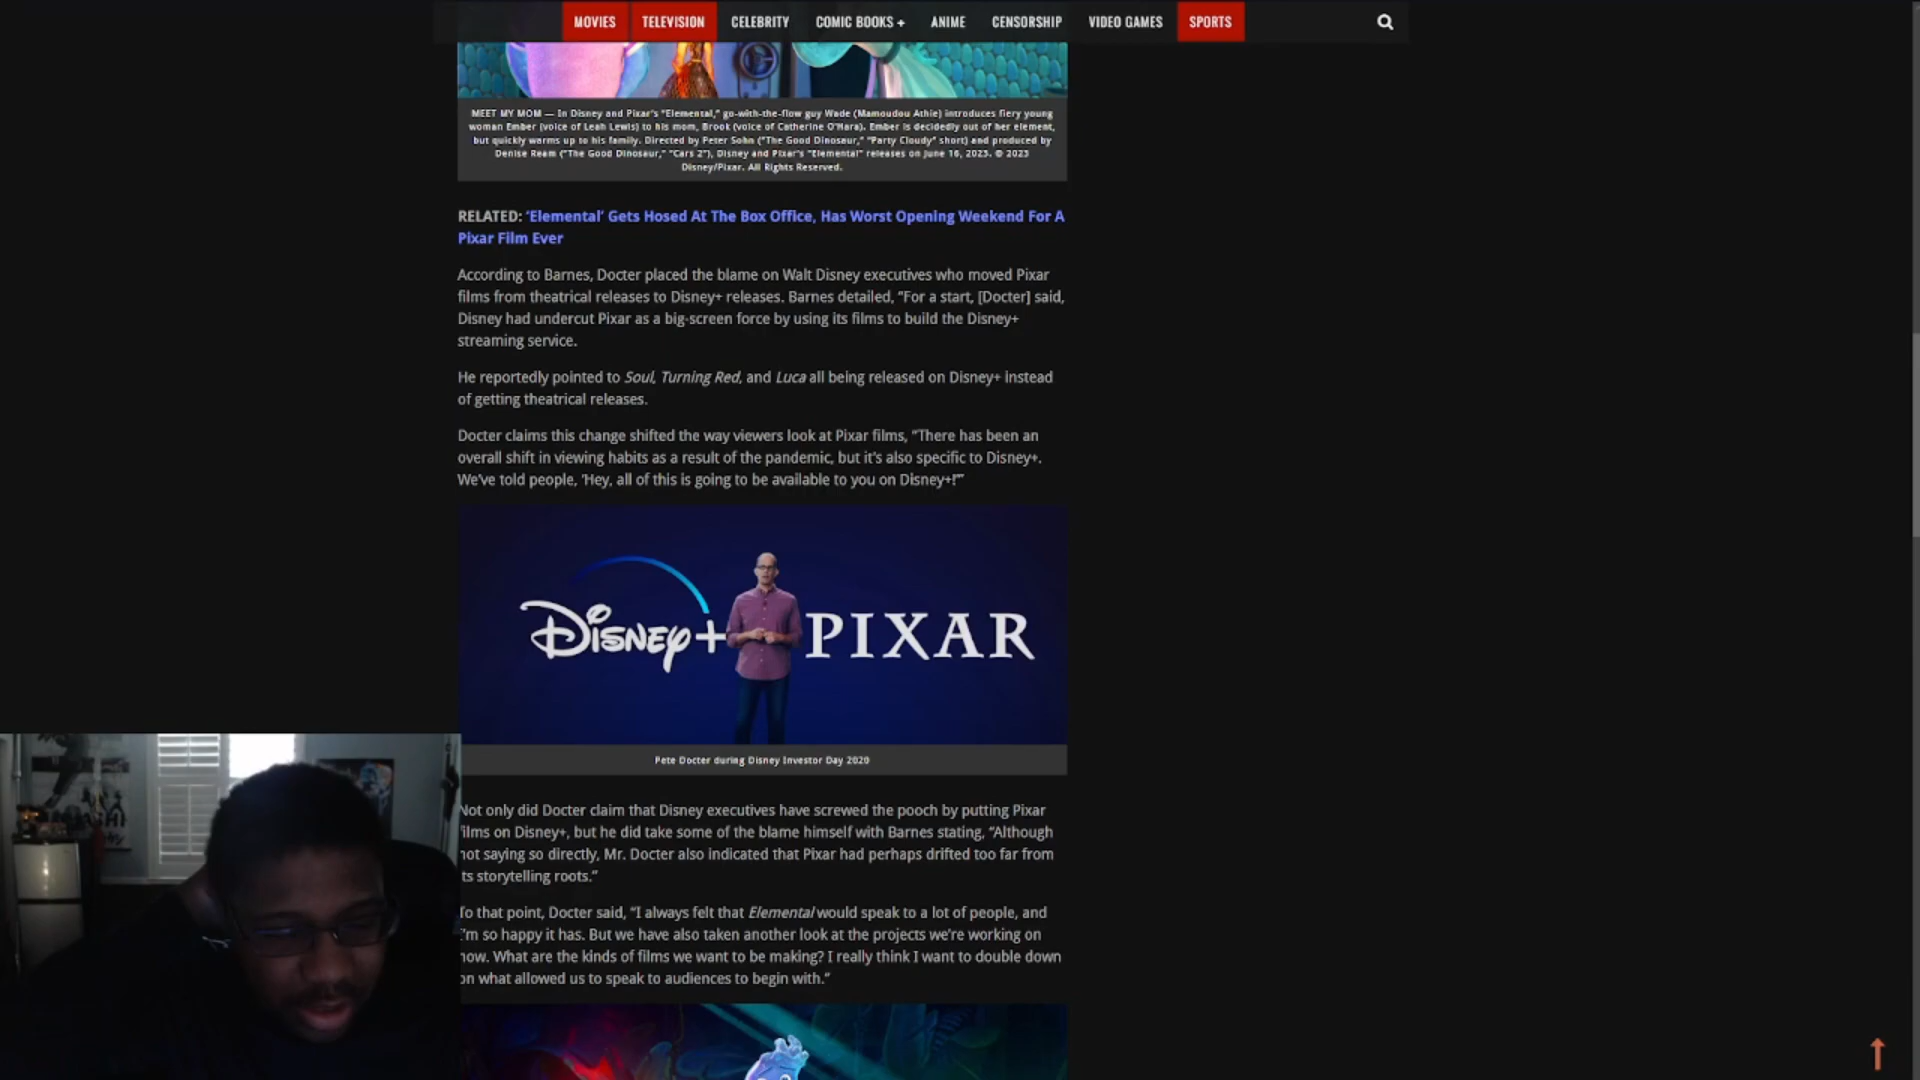 MOVIES TELEVISION CELEBRITY COMIC BOOKS + ANIME CENSORSHIP VIDEO GAMES SPORTS
MEET MY MOM — In Disney and Pixar's "Elemental," go-with-the-flow guy Wade (Mamoudou Athie) introduces fiery young
woman Ember (voice of Leah Lewis) to his mom, Brook (voice of Catherine O'Hara). Ember is decidedly out of her element,
but quickly warms up to his family. Directed by Peter Sohn ("The Good Dinosaur," "Party Cloudy" short) and produced by
Denise Ream ("The Good Dinosaur," "Cars 2"), Disney and Pixar's "Elemental" releases on June 16, 2023. © 2023
Disney/Pixar. All Rights Reserved.
RELATED: 'Elemental' Gets Hosed At The Box Office, Has Worst Opening Weekend For A
Pixar Film Ever
According to Barnes, Docter placed the blame on Walt Disney executives who moved Pixar
films from theatrical releases to Disney+ releases. Barnes detailed, “For a start, [Docter] said,
Disney had undercut Pixar as a big-screen force by using its films to build the Disney+
streaming service.
He reportedly pointed to Soul, Turning Red, and Luca all being released on Disney+ instead
of getting theatrical releases.
Docter claims this change shifted the way viewers look at Pixar films, “There has been an
overall shift in viewing habits as a result of the pandemic, but it’s also specific to Disney+.
We’ve told people, ‘Hey, all of this is going to be available to you on Disney+!’”
Disney+ PIXAR
Pete Docter during Disney Investor Day 2020
Not only did Docter claim that Disney executives have screwed the pooch by putting Pixar
films on Disney+, but he did take some of the blame himself with Barnes stating, “Although
not saying so directly, Mr. Docter also indicated that Pixar had perhaps drifted too far from
its storytelling roots.”
To that point, Docter said, “I always felt that Elemental would speak to a lot of people, and
I’m so happy it has. But we have also taken another look at the projects we’re working on
now. What are the kinds of films we want to be making? I really think I want to double down
on what allowed us to speak to audiences to begin with.”